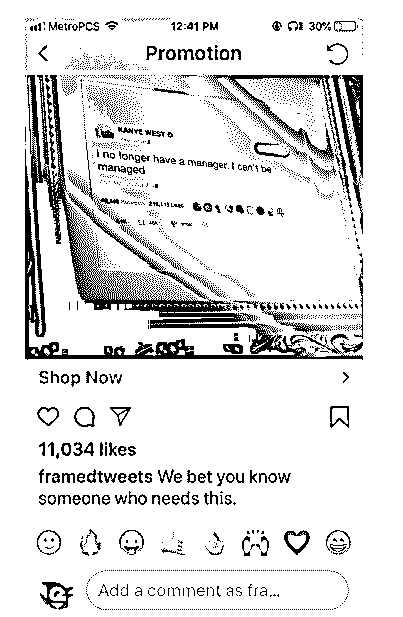 MetroPCS 12:41 PM 30%
Promotion
KANYE WEST
I no longer have a manager. I can't be
managed
Shop Now
11,034 likes
framedtweets We bet you know
someone who needs this.
Add a comment as fra...